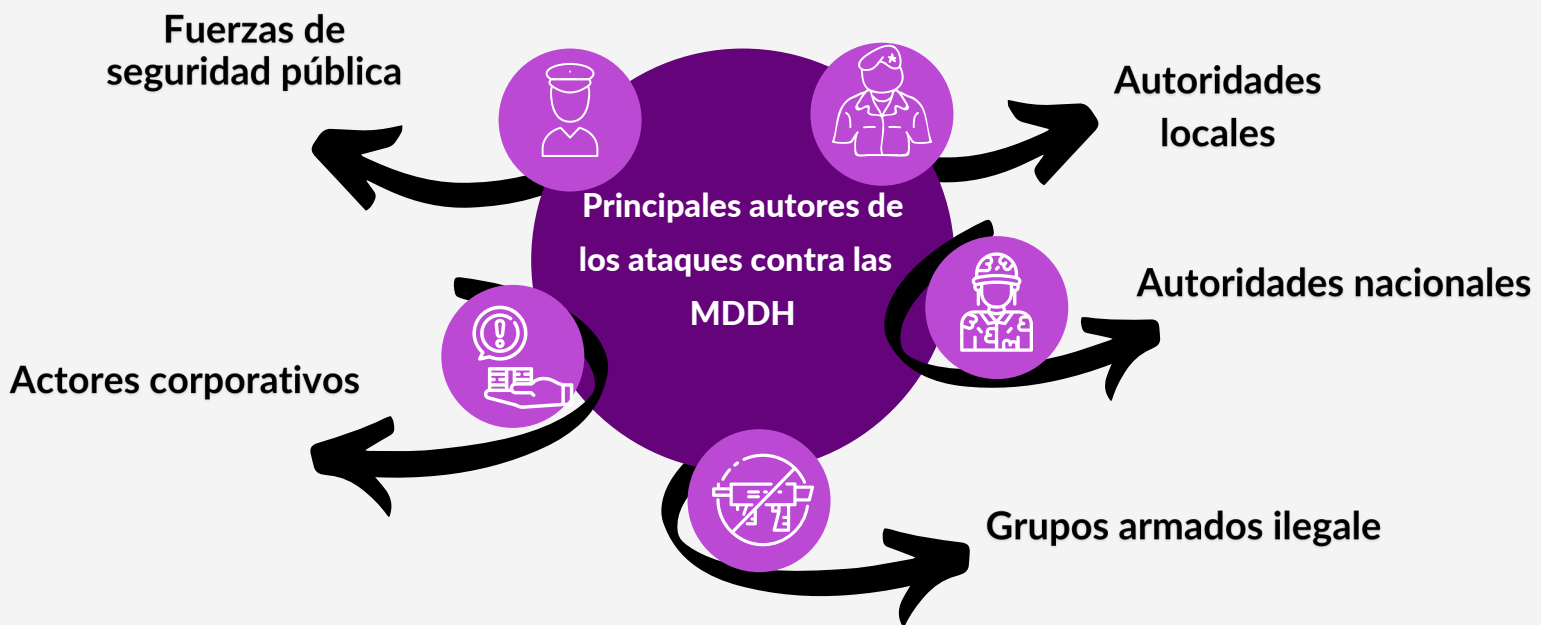 Fuerzas de
seguridad pública
Autoridades
locales
Principales autores de
los ataques contra las
MDDH
Autoridades nacionales
Actores corporativos
Grupos armados ilegale